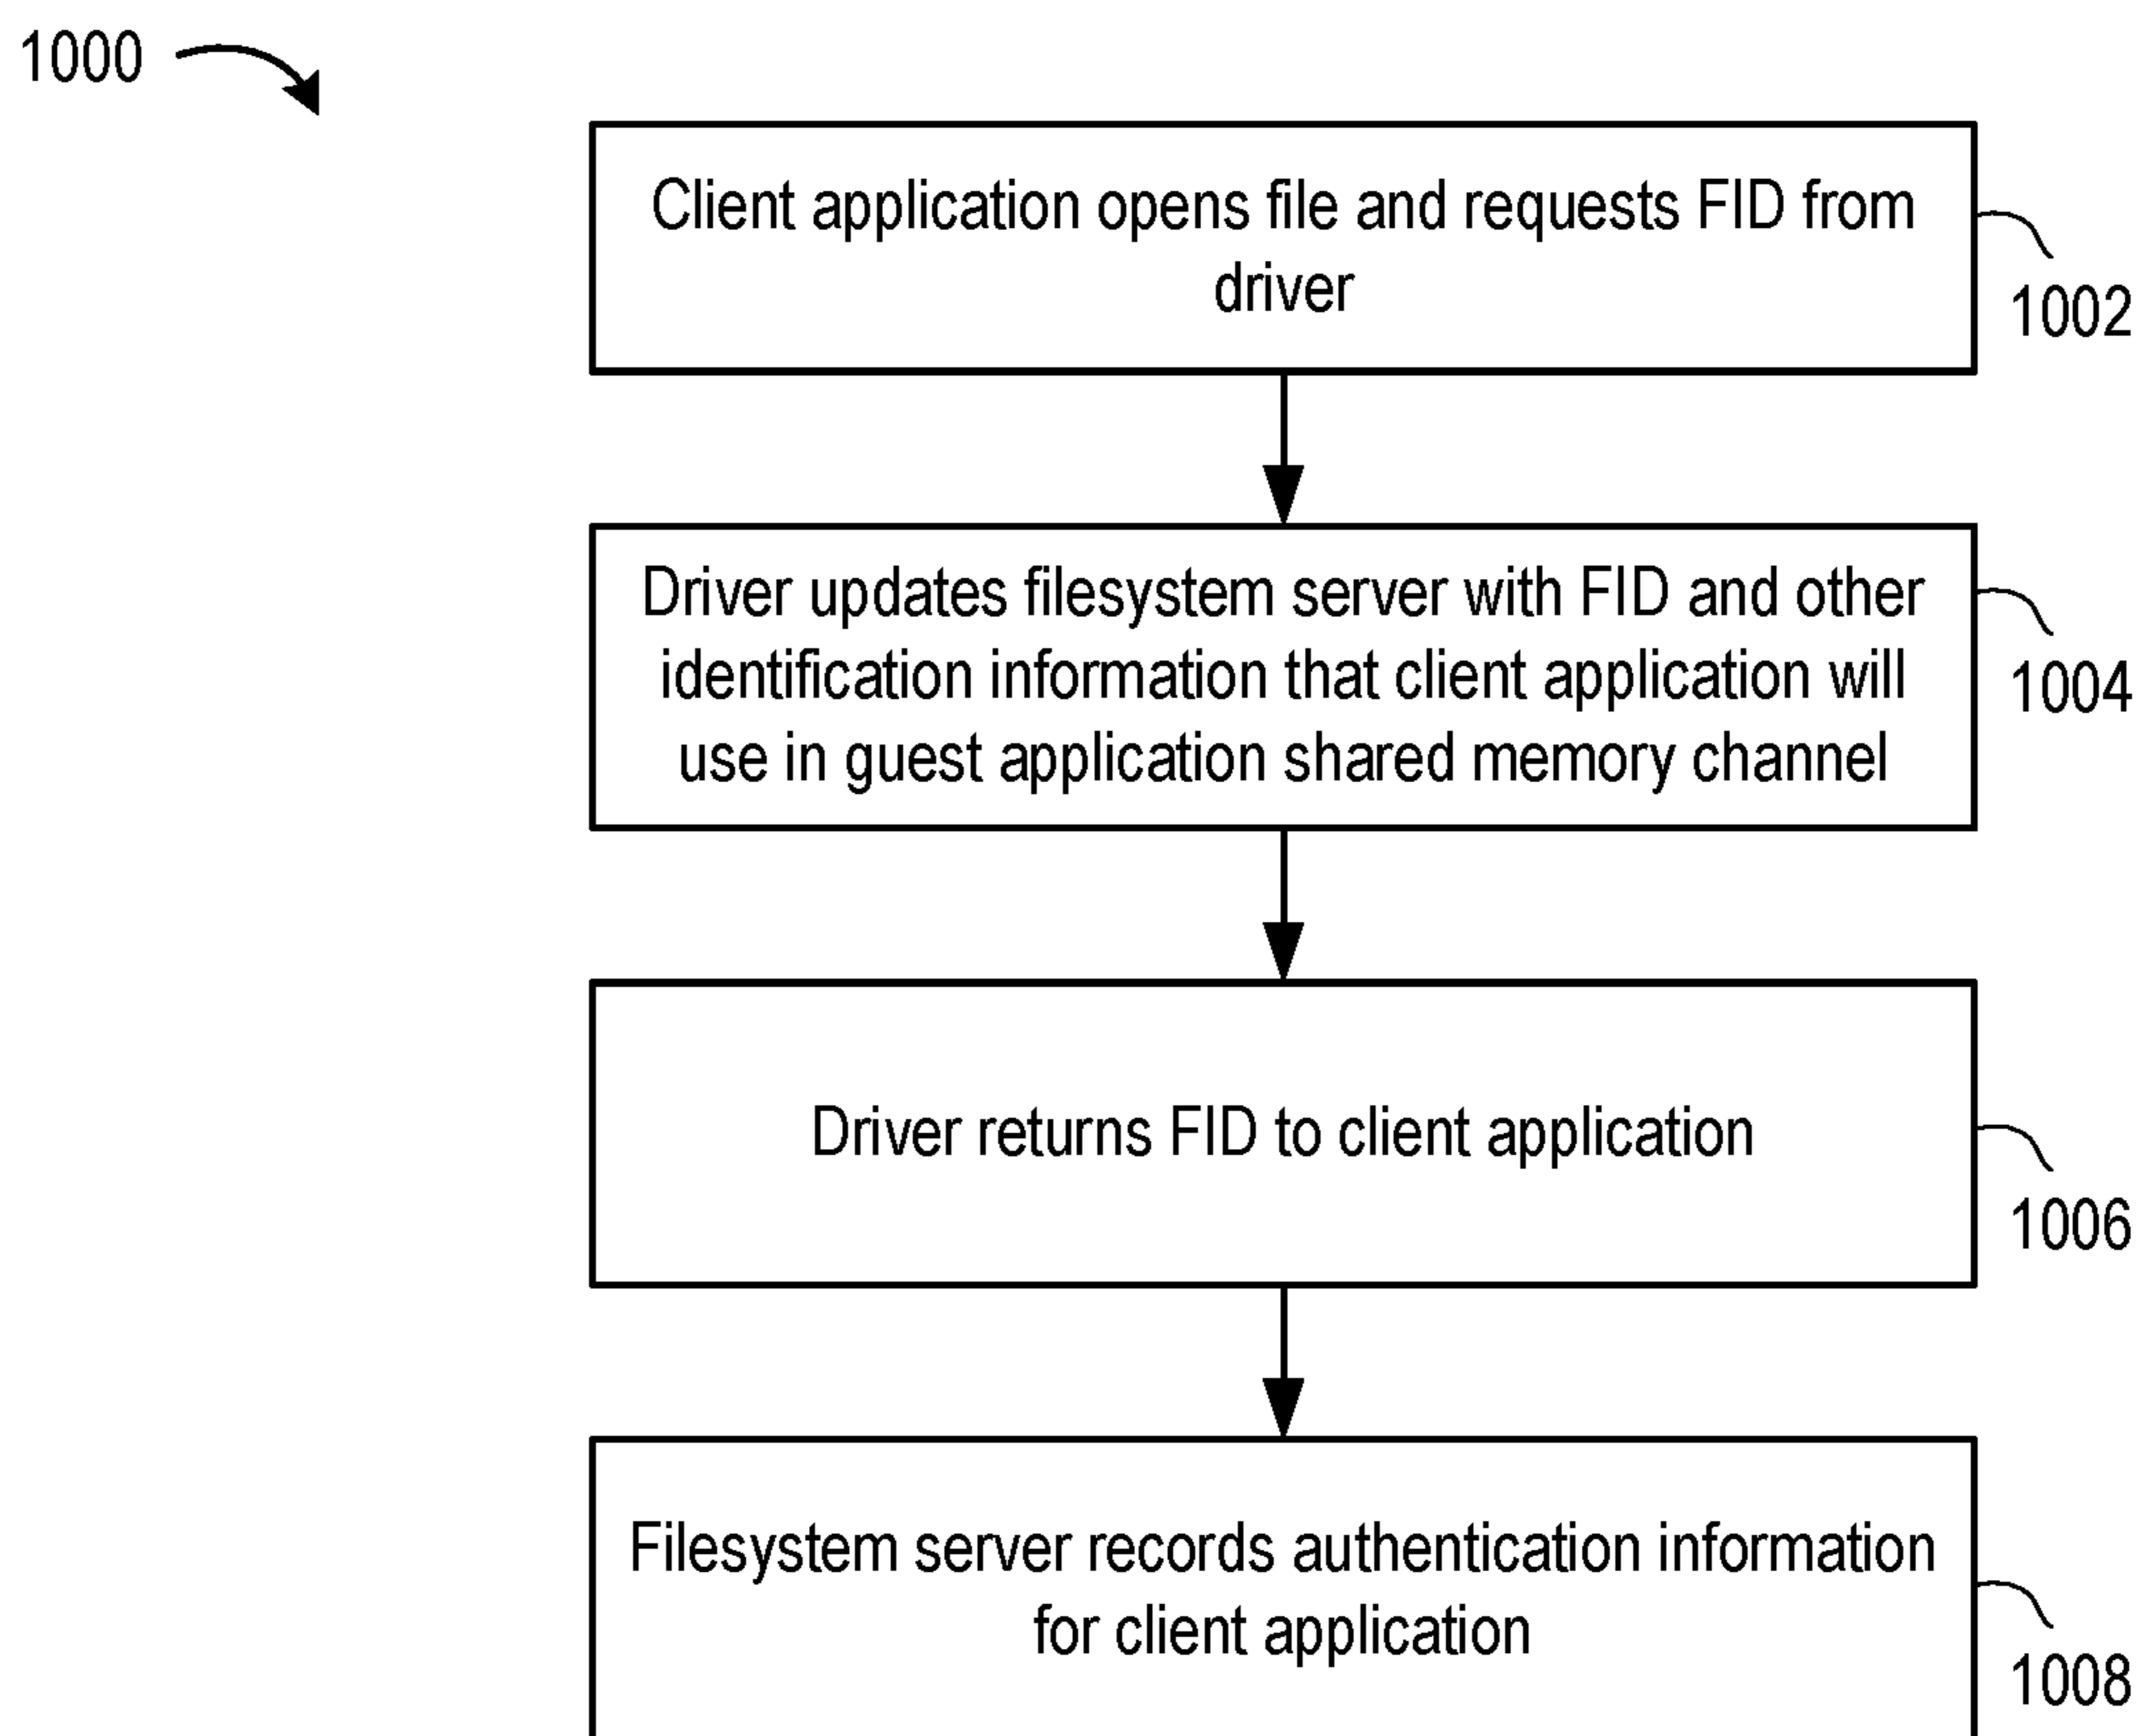 1000
Client application opens file and requests FID from
driver
1002
Driver updates filesystem server with FID and other
identification information that client application will
use in guest application shared memory channel
1004
Driver returns FID to client application
1006
Filesystem server records authentication information
for client application
1008